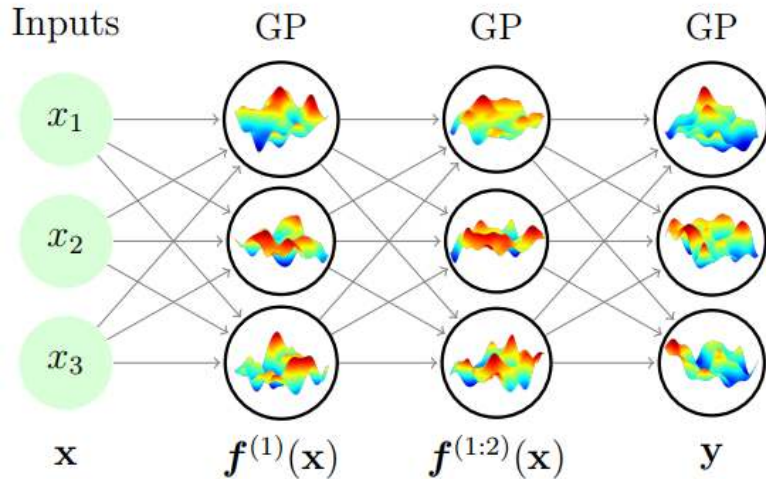 Inputs GP GP GP
x₁
x₂
x₃
x f⁽¹⁾(x) f⁽¹:²⁾(x) y